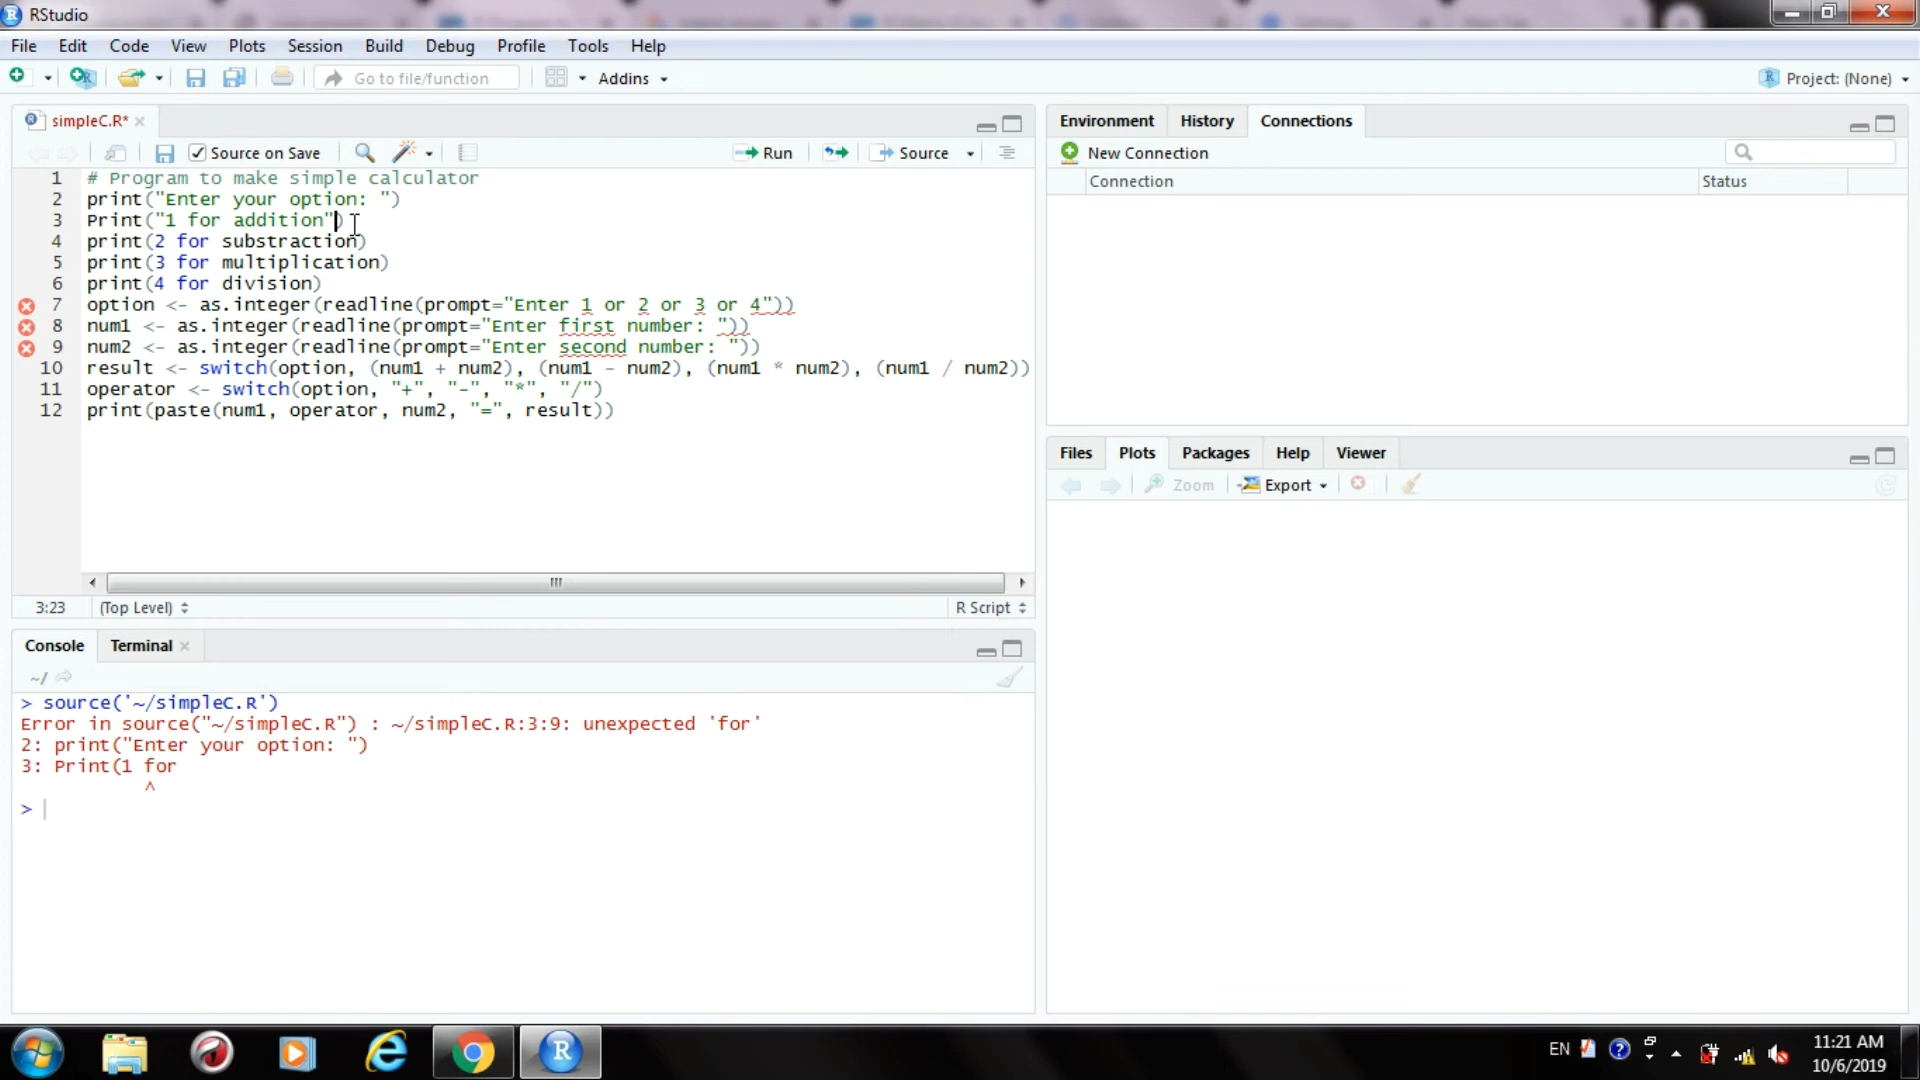 RStudio
File Edit Code View Plots Session Build Debug Profile Tools Help
Go to file/function Addins Project: (None)
simpleC.R*
Source on Save Run Source
1 # Program to make simple calculator
2 print("Enter your option: ")
3 Print("1 for addition")
4 print(2 for substraction)
5 print(3 for multiplication)
6 print(4 for division)
7 option <- as.integer(readline(prompt="Enter 1 or 2 or 3 or 4"))
8 num1 <- as.integer(readline(prompt="Enter first number: "))
9 num2 <- as.integer(readline(prompt="Enter second number: "))
10 result <- switch(option, (num1 + num2), (num1 - num2), (num1 * num2), (num1 / num2))
11 operator <- switch(option, "+", "-", "*", "/")
12 print(paste(num1, operator, num2, "=", result))
3:23 (Top Level) R Script
Console Terminal
~/
> source('~/simpleC.R')
Error in source("~/simpleC.R") : ~/simpleC.R:3:9: unexpected 'for'
2: print("Enter your option: ")
3: Print(1 for
^
>
Environment History Connections
New Connection
Connection Status
Files Plots Packages Help Viewer
Zoom Export
EN
11:21 AM
10/6/2019